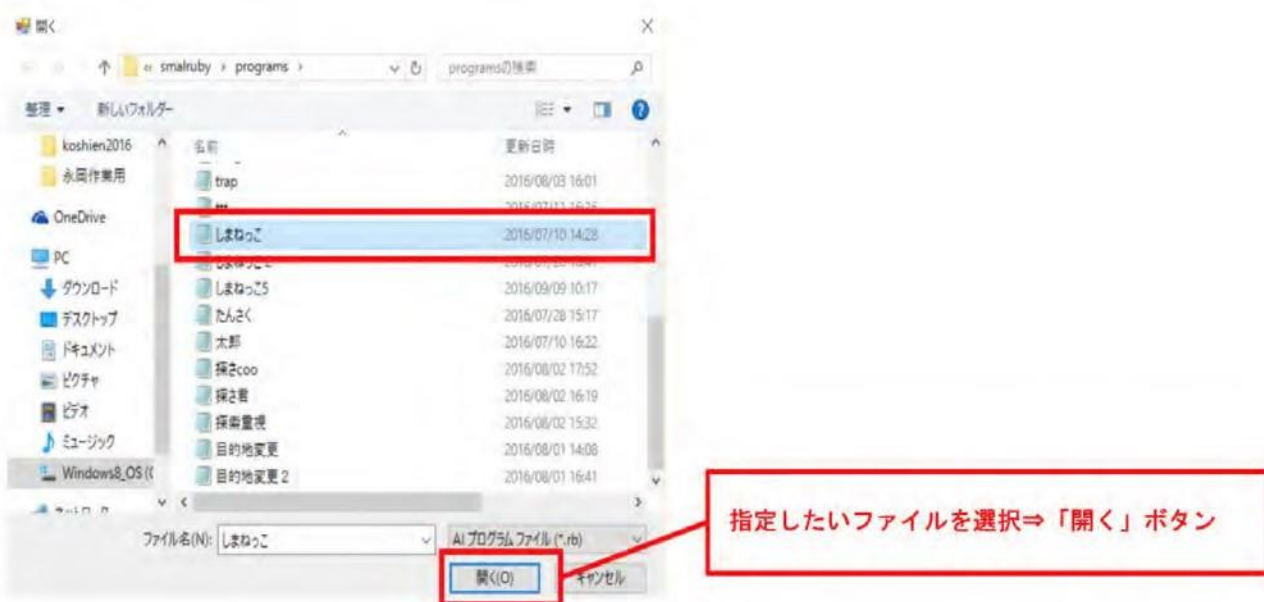 開く
« smalruby › programs ›
programsの検索
整理
新しいフォルダー
koshien2016
永岡作業用
OneDrive
PC
ダウンロード
デスクトップ
ドキュメント
ピクチャ
ビデオ
ミュージック
Windows8_OS (C
名前
更新日時
trap 2016/08/03 16:01
しまねっこ 2016/07/10 14:28
しまねっこ5 2016/09/09 10:17
たんさく 2016/07/28 15:17
太郎 2016/07/10 16:22
探さcoo 2016/08/02 17:52
探さ君 2016/08/02 16:19
探索重視 2016/08/02 15:32
目的地変更 2016/08/01 14:08
目的地変更２ 2016/08/01 16:41
ファイル名(N): しまねっこ
AI プログラム ファイル (*.rb)
開く(O)
キャンセル
指定したいファイルを選択⇒「開く」ボタン